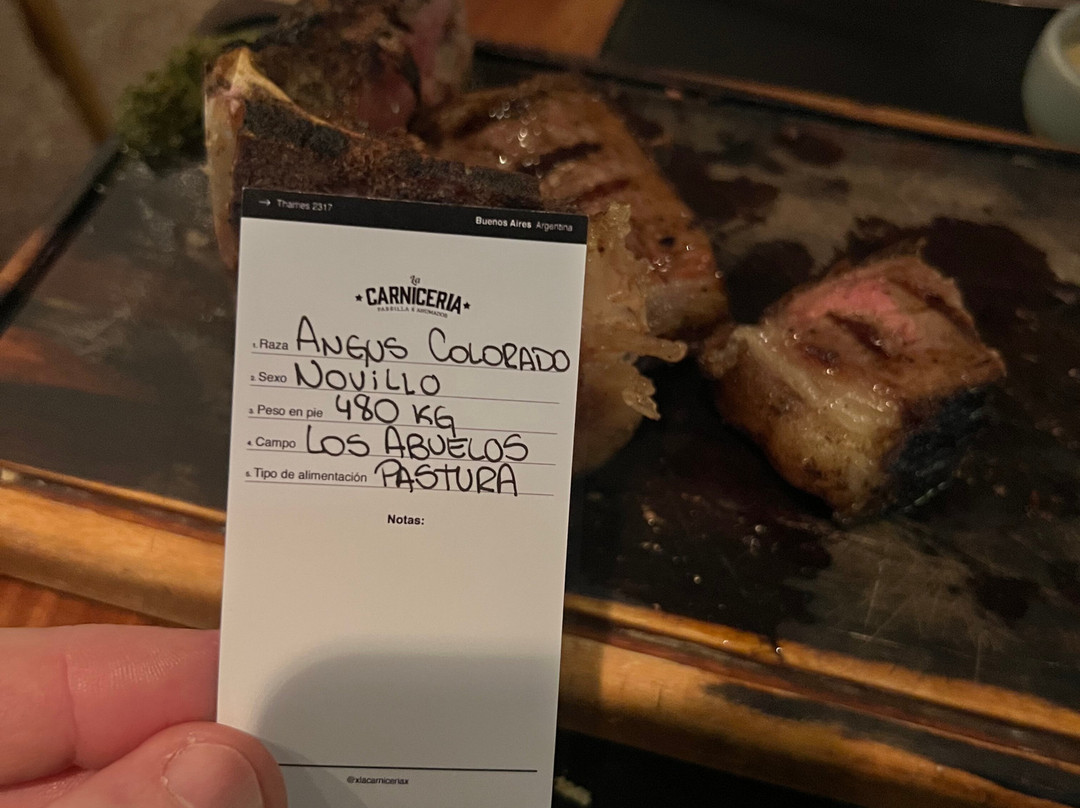 → Thames 2317
Buenos Aires Argentina
La
★ CARNICERIA ★
PARRILLA & AHUMADOS
1. Raza ANGUS COLORADO
2. Sexo NOViLLO
3. Peso en pie 480 KG
4. Campo LOS ABUELOS
5. Tipo de alimentación PASTURA
Notas:
@xlacarniceriax